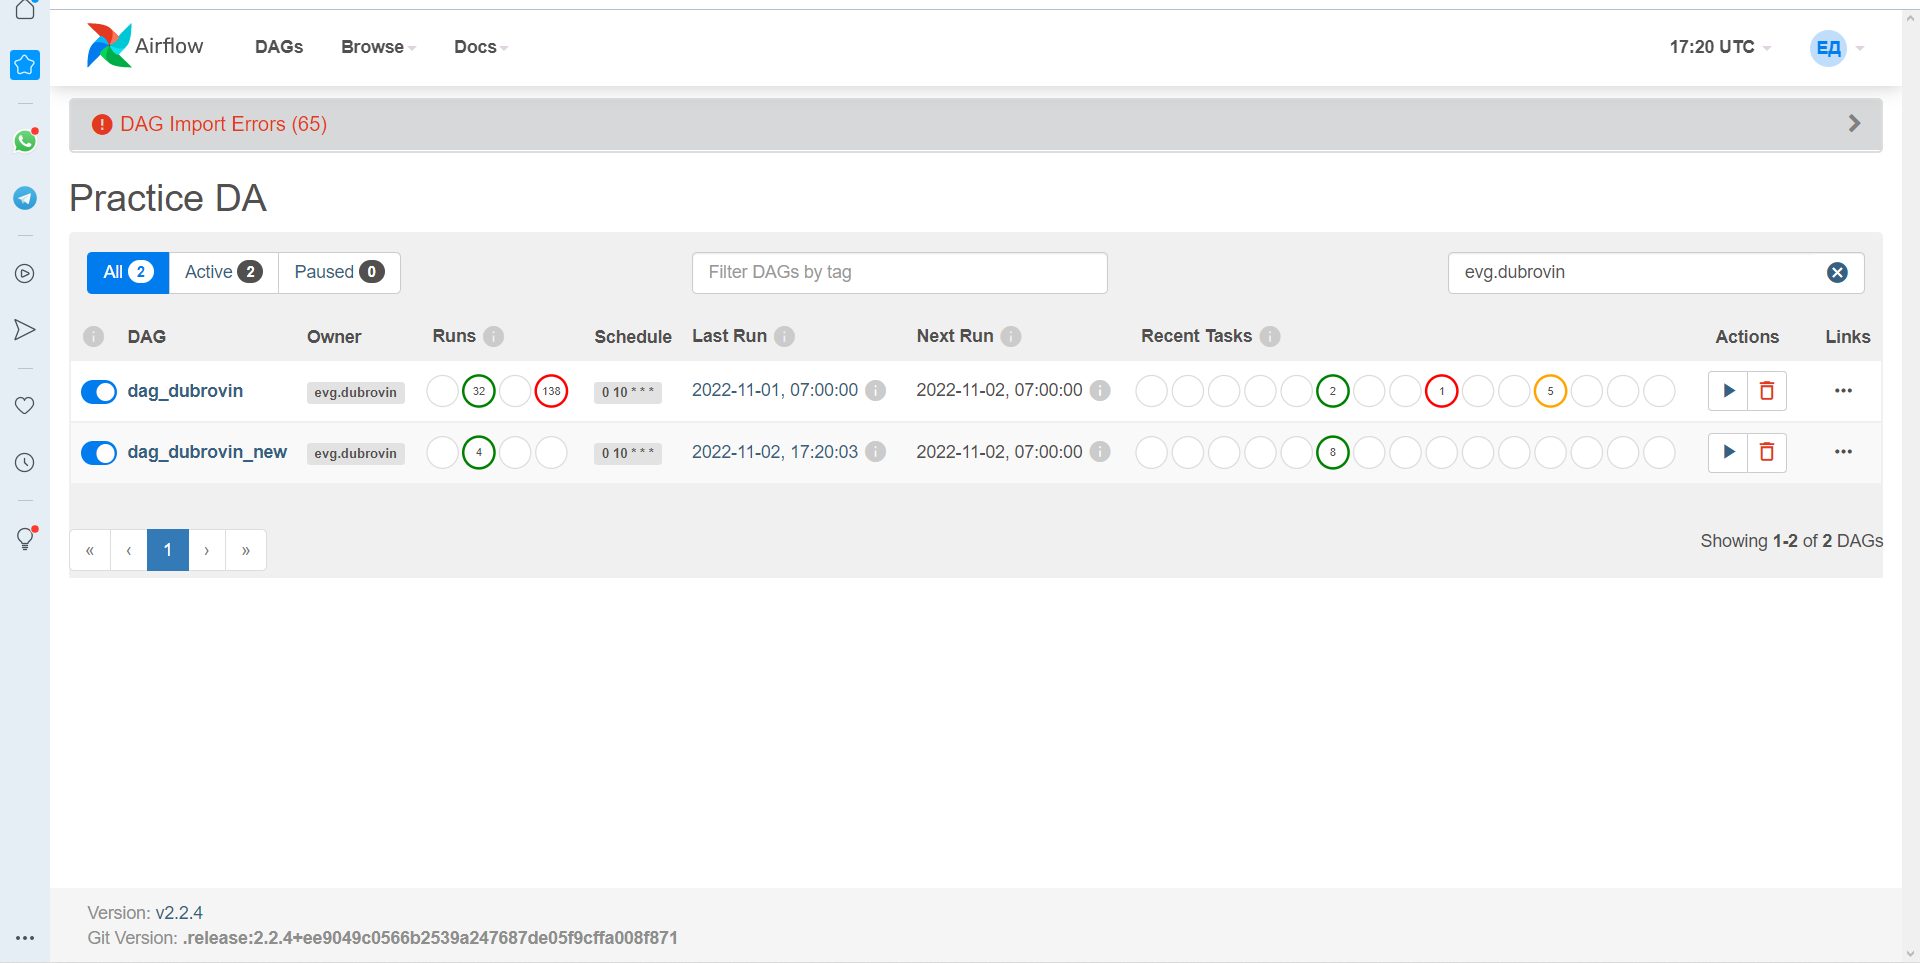 Airflow DAGs Browse Docs 17:20 UTC ЕД
DAG Import Errors (65)
Practice DA
All 2 Active 2 Paused 0 Filter DAGs by tag evg.dubrovin
DAG Owner Runs Schedule Last Run Next Run Recent Tasks Actions Links
dag_dubrovin evg.dubrovin 32 138 0 10 * * * 2022-11-01, 07:00:00 2022-11-02, 07:00:00 2 1 5
dag_dubrovin_new evg.dubrovin 4 0 10 * * * 2022-11-02, 17:20:03 2022-11-02, 07:00:00 8
« ‹ 1 › » Showing 1-2 of 2 DAGs
Version: v2.2.4
Git Version: .release:2.2.4+ee9049c0566b2539a247687de05f9cffa008f871